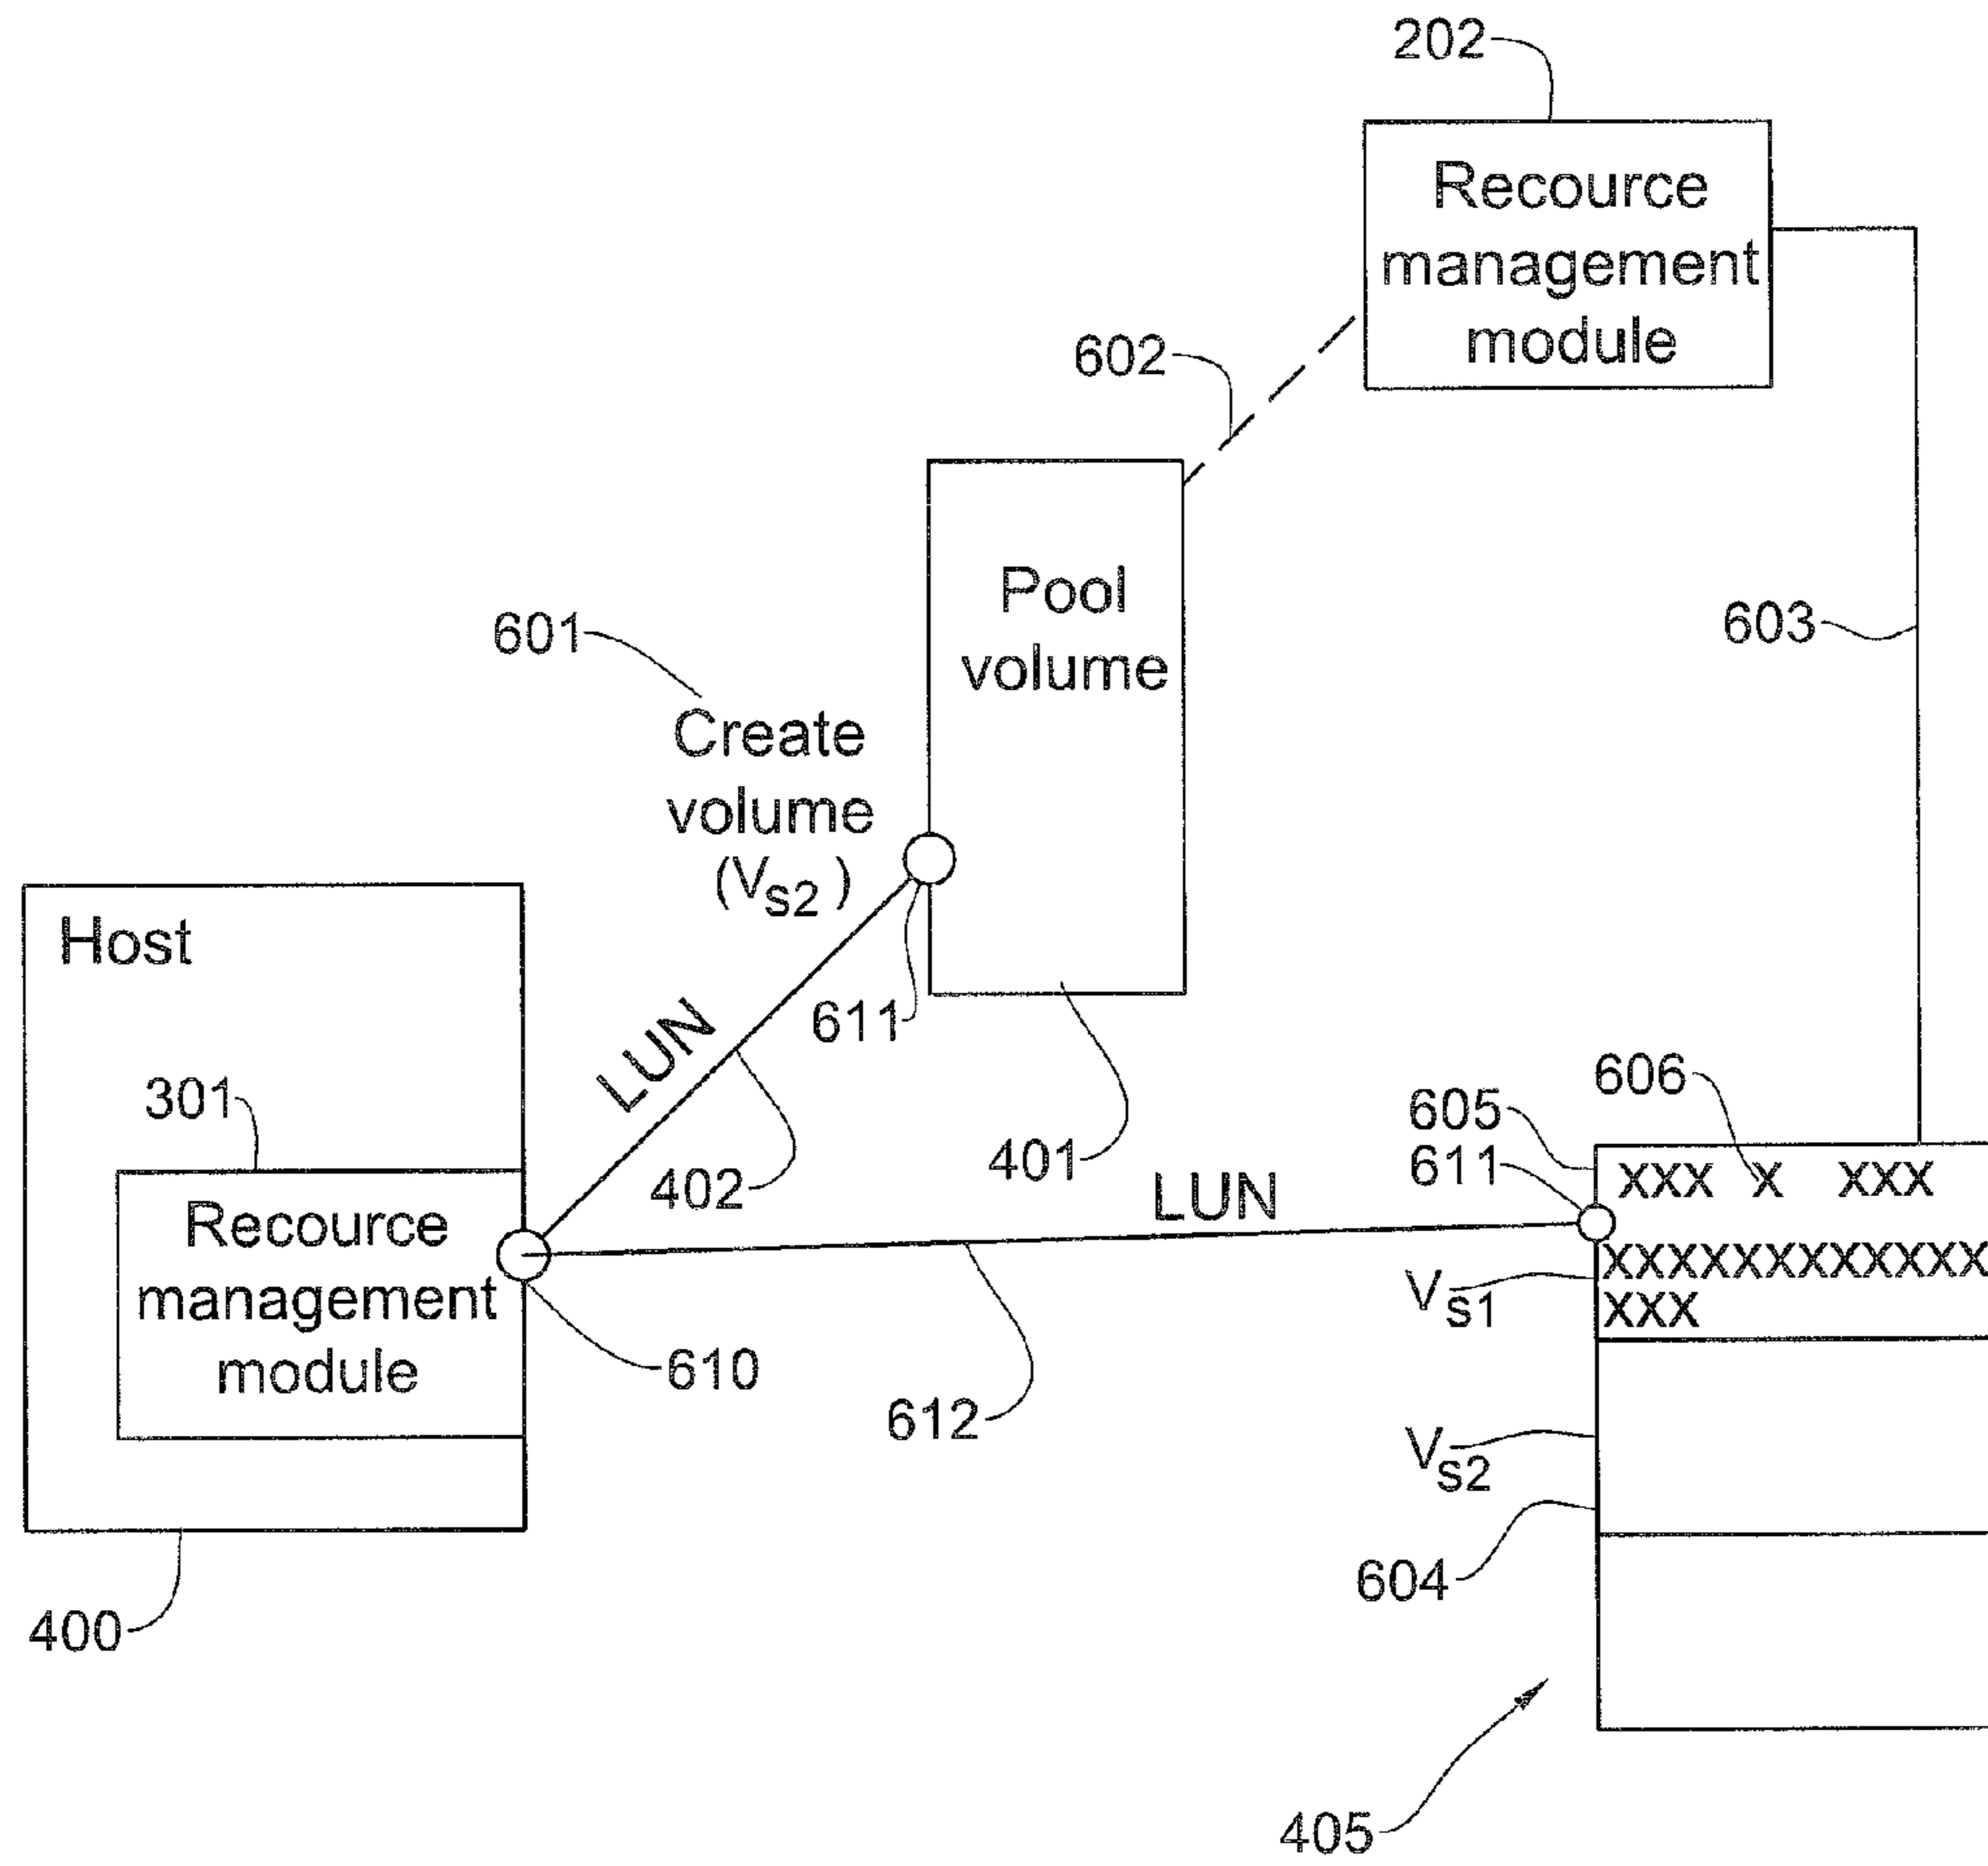 202
Recource
management
module
602
603
Pool
volume
601
Create
volume
(Vs2)
611
401
LUN
402
Host
301
Recource
management
module
610
400
LUN
612
606
605
611
XXX X XXX
XXXXXXXXXXXX
XXX
Vs1
Vs2
604
405